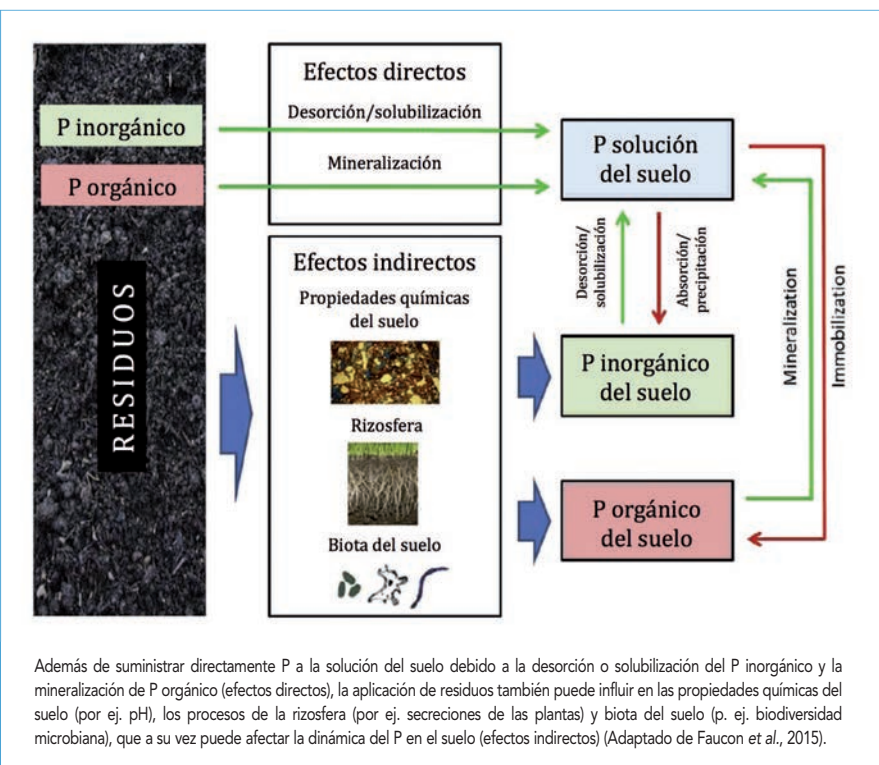 Efectos directos
Desorción/solubilización
Mineralización
P inorgánico
P orgánico
RESIDUOS
Efectos indirectos
Propiedades químicas
del suelo
Rizosfera
Biota del suelo
P solución
del suelo
Desorción/
solubilización
Absorción/
precipitación
P inorgánico
del suelo
P orgánico
del suelo
Mineralization
Immobilization
Además de suministrar directamente P a la solución del suelo debido a la desorción o solubilización del P inorgánico y la
mineralización de P orgánico (efectos directos), la aplicación de residuos también puede influir en las propiedades químicas del
suelo (por ej. pH), los procesos de la rizosfera (por ej. secreciones de las plantas) y biota del suelo (p. ej. biodiversidad
microbiana), que a su vez puede afectar la dinámica del P en el suelo (efectos indirectos) (Adaptado de Faucon et al., 2015).